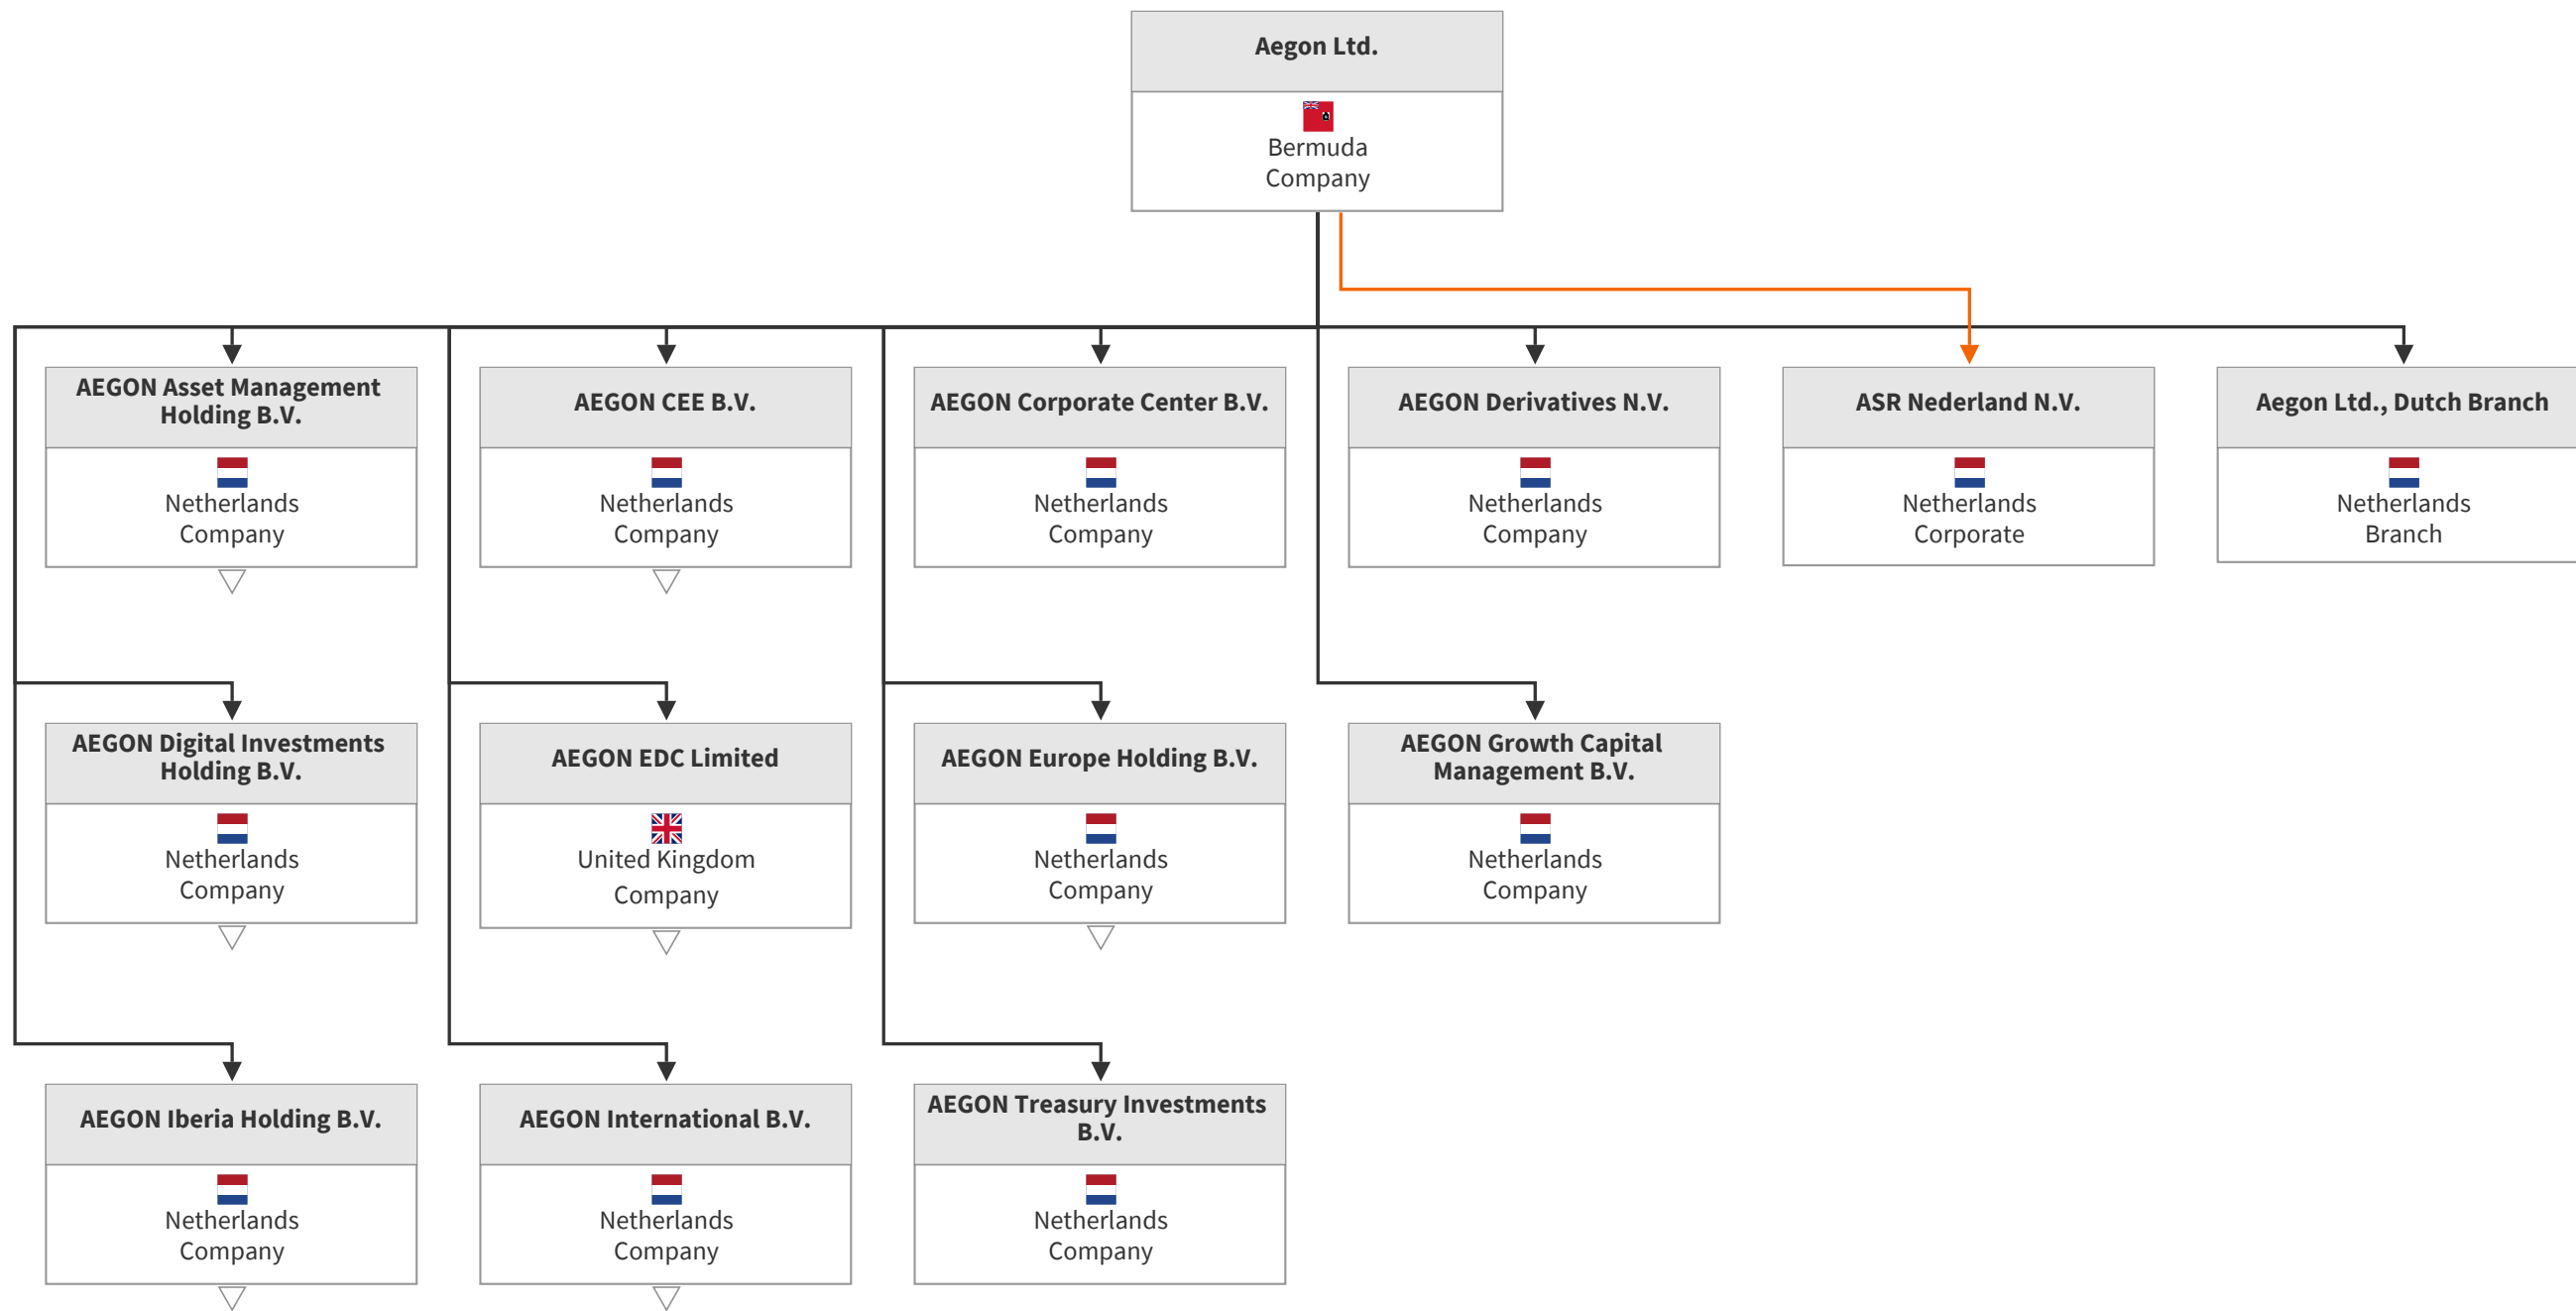 Aegon Ltd.
Bermuda
Company
AEGON Asset Management
Holding B.V.
Netherlands
Company
AEGON CEE B.V.
Netherlands
Company
AEGON Corporate Center B.V.
Netherlands
Company
AEGON Derivatives N.V.
Netherlands
Company
ASR Nederland N.V.
Netherlands
Corporate
Aegon Ltd., Dutch Branch
Netherlands
Branch
AEGON Digital Investments
Holding B.V.
Netherlands
Company
AEGON EDC Limited
United Kingdom
Company
AEGON Europe Holding B.V.
Netherlands
Company
AEGON Growth Capital
Management B.V.
Netherlands
Company
AEGON Iberia Holding B.V.
Netherlands
Company
AEGON International B.V.
Netherlands
Company
AEGON Treasury Investments
B.V.
Netherlands
Company